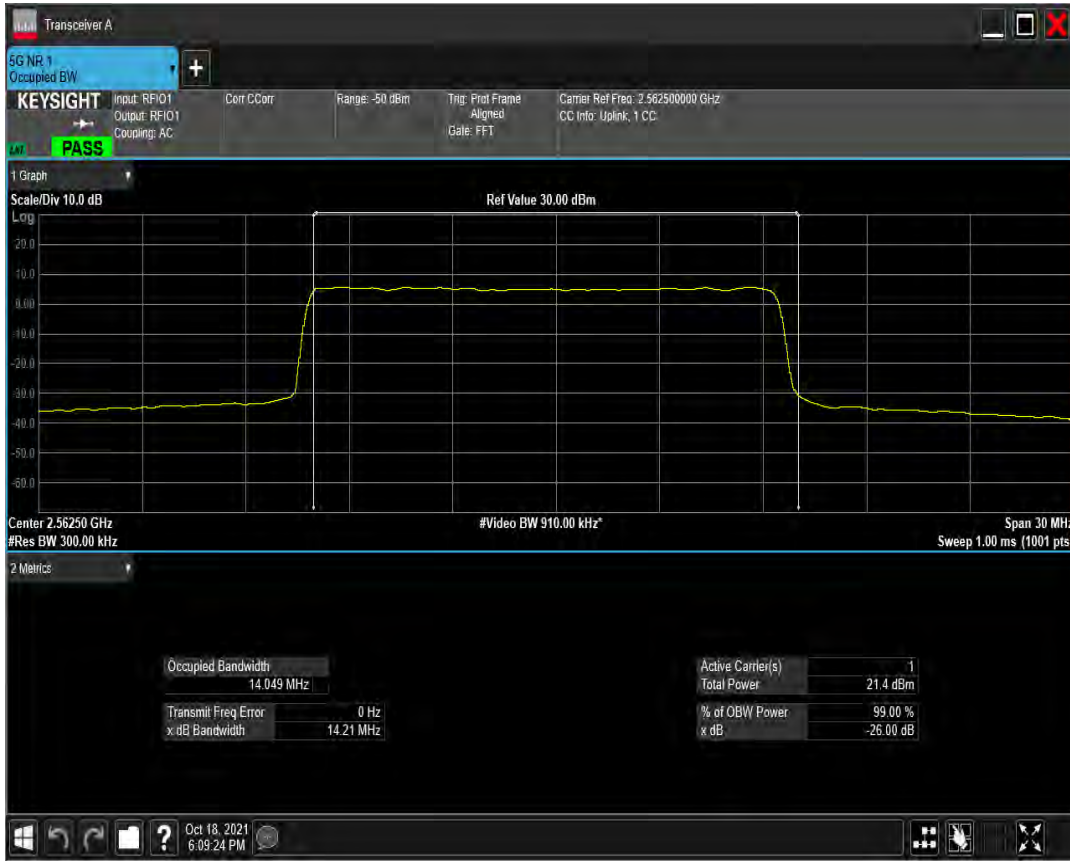 Transceiver A
5G NR 1
Occupied BW
+
KEYSIGHT
PASS
Input: RFIO1
Output: RFIO1
Coupling: AC
Corr CCorr
Range: -50 dBm
Trig: Prot Frame
Aligned
Gate: FFT
Carrier Ref Freq: 2.562500000 GHz
CC Info: Uplink, 1 CC
1 Graph
Scale/Div 10.0 dB
Ref Value 30.00 dBm
Log
20.0
10.0
0.00
-10.0
-20.0
-30.0
-40.0
-50.0
-60.0
Center 2.56250 GHz
#Video BW 910.00 kHz*
Span 30 MHz
#Res BW 300.00 kHz
Sweep 1.00 ms (1001 pts
2 Metrics
Occupied Bandwidth
14.049 MHz
Transmit Freq Error 0 Hz
x dB Bandwidth 14.21 MHz
Active Carrier(s) 1
Total Power 21.4 dBm
% of OBW Power 99.00 %
x dB -26.00 dB
?
Oct 18, 2021
6:09:24 PM